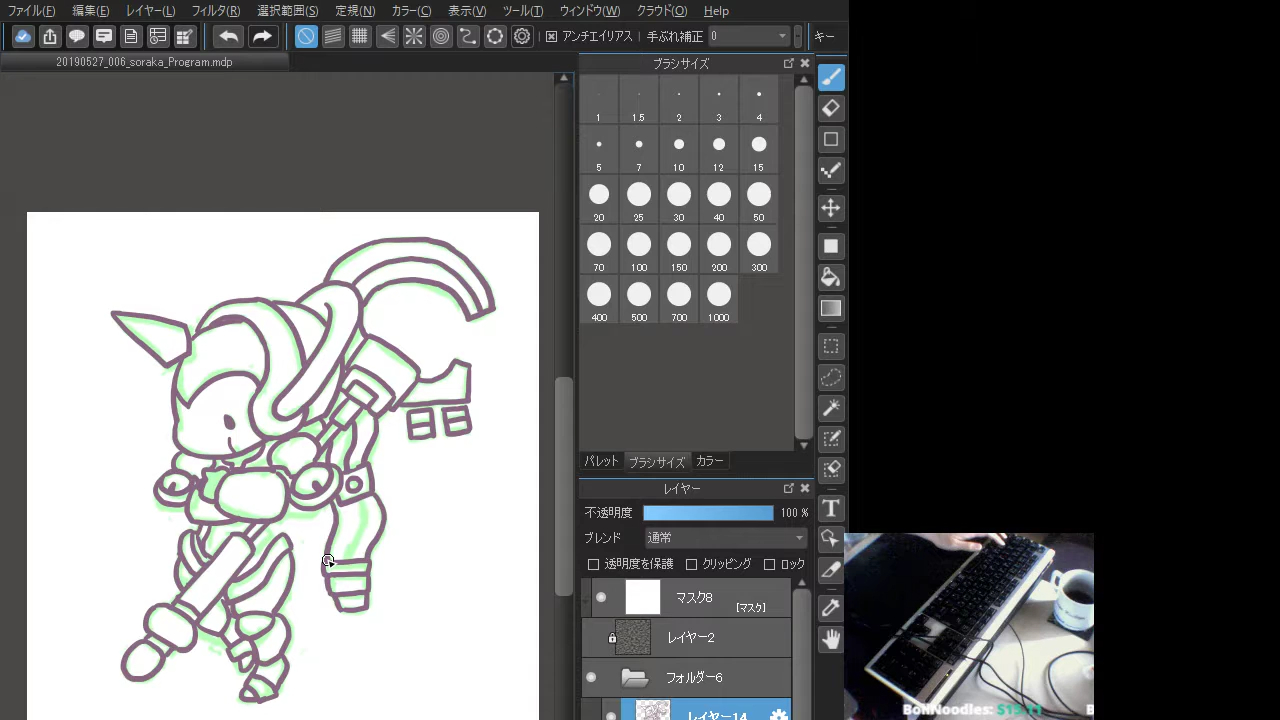 ファイル(F) 編集(E) レイヤー(L) フィルタ(R) 選択範囲(S) 定規(N) カラー(C) 表示(V) ツール(T) ウィンドウ(W) クラウド(O) Help
アンチエイリアス 手ぶれ補正 0 キー
20190527_006_soraka_Program.mdp
ブラシサイズ
1 1.5 2 3 4
5 7 10 12 15
20 25 30 40 50
70 100 150 200 300
400 500 700 1000
パレット ブラシサイズ カラー
レイヤー
不透明度 100 %
ブレンド 通常
透明度を保護 クリッピング ロック
マスク8
[マスク]
レイヤー2
フォルダー6
レイヤー14
T
BoilNoodles: